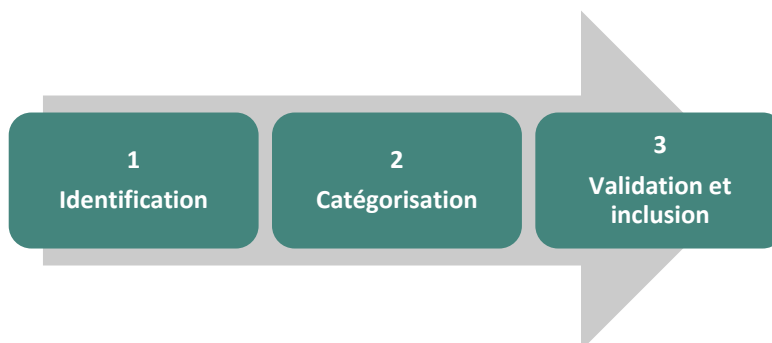 1
Identification
2
Catégorisation
3
Validation et
inclusion